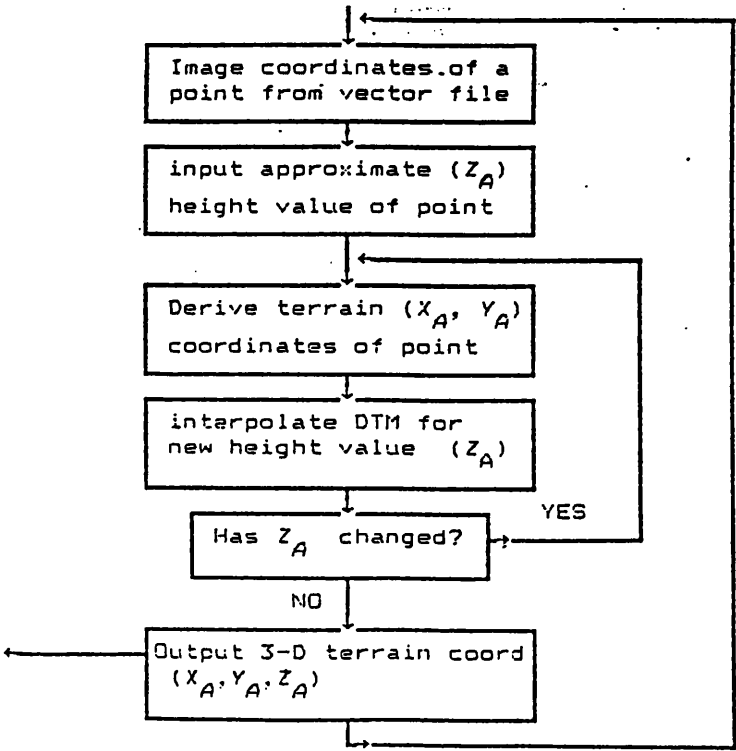 Image coordinates of a
point from vector file
input approximate (Z_A)
height value of point
Derive terrain (X_A, Y_A)
coordinates of point
interpolate DTM for
new height value (Z_A)
Has Z_A changed?
YES
NO
Output 3-D terrain coord
(X_A, Y_A, Z_A)